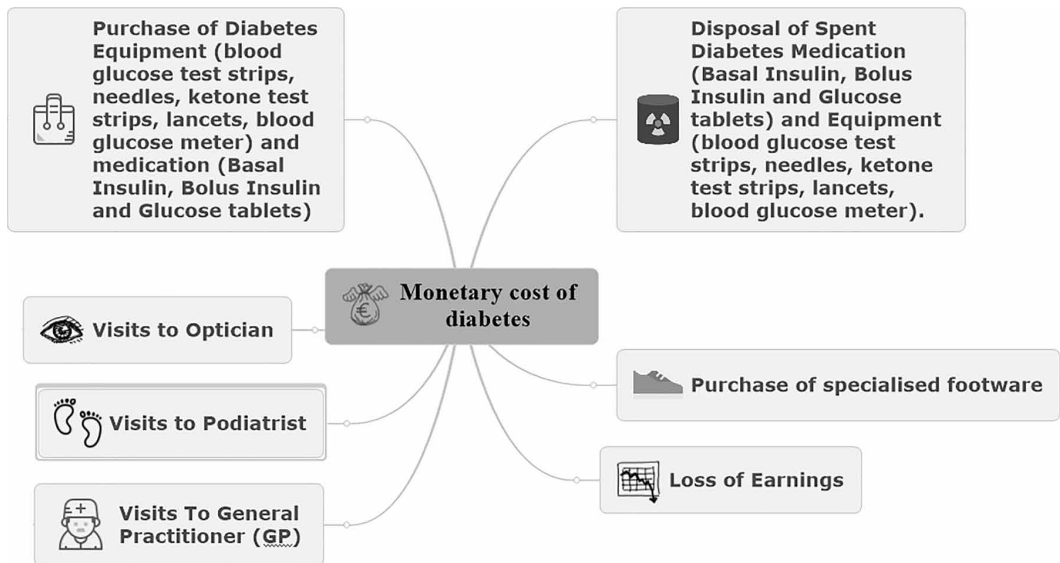 Purchase of Diabetes
Equipment (blood
glucose test strips,
needles, ketone test
strips, lancets, blood
glucose meter) and
medication (Basal
Insulin, Bolus Insulin
and Glucose tablets)
Disposal of Spent
Diabetes Medication
(Basal Insulin, Bolus
Insulin and Glucose
tablets) and Equipment
(blood glucose test
strips, needles, ketone
test strips, lancets,
blood glucose meter).
€
Monetary cost of
diabetes
Visits to Optician
Visits to Podiatrist
Visits To General
Practitioner (GP)
Purchase of specialised footware
Loss of Earnings